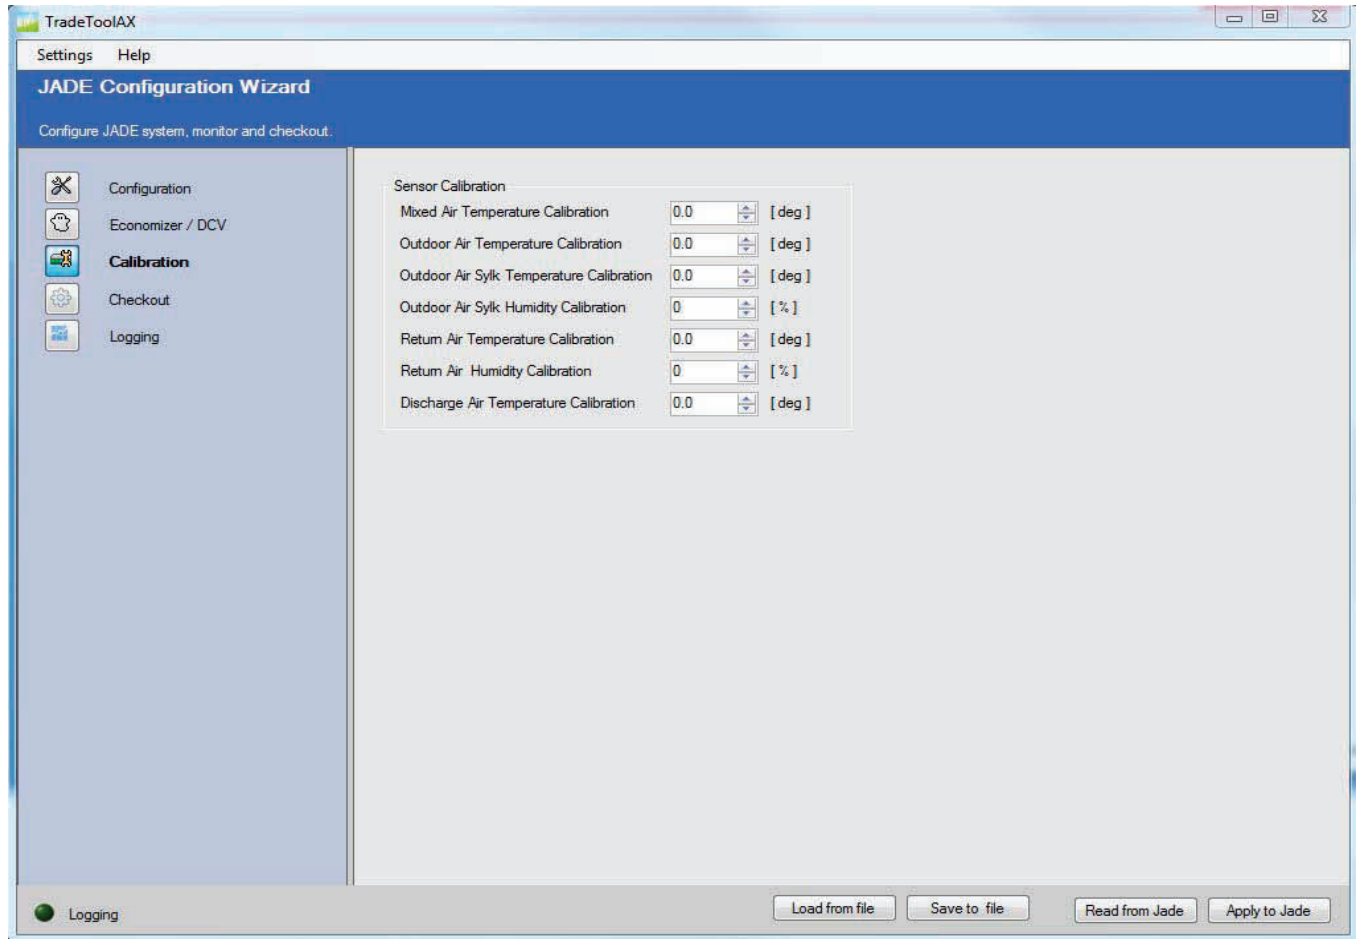 TradeToolAX
Settings Help
JADE Configuration Wizard
Configure JADE system, monitor and checkout.
Configuration
Economizer / DCV
Calibration
Checkout
Logging
Sensor Calibration
Mixed Air Temperature Calibration 0.0 [ deg ]
Outdoor Air Temperature Calibration 0.0 [ deg ]
Outdoor Air Sylk Temperature Calibration 0.0 [ deg ]
Outdoor Air Sylk Humidity Calibration 0 [ % ]
Return Air Temperature Calibration 0.0 [ deg ]
Return Air Humidity Calibration 0 [ % ]
Discharge Air Temperature Calibration 0.0 [ deg ]
Logging Load from file Save to file Read from Jade Apply to Jade